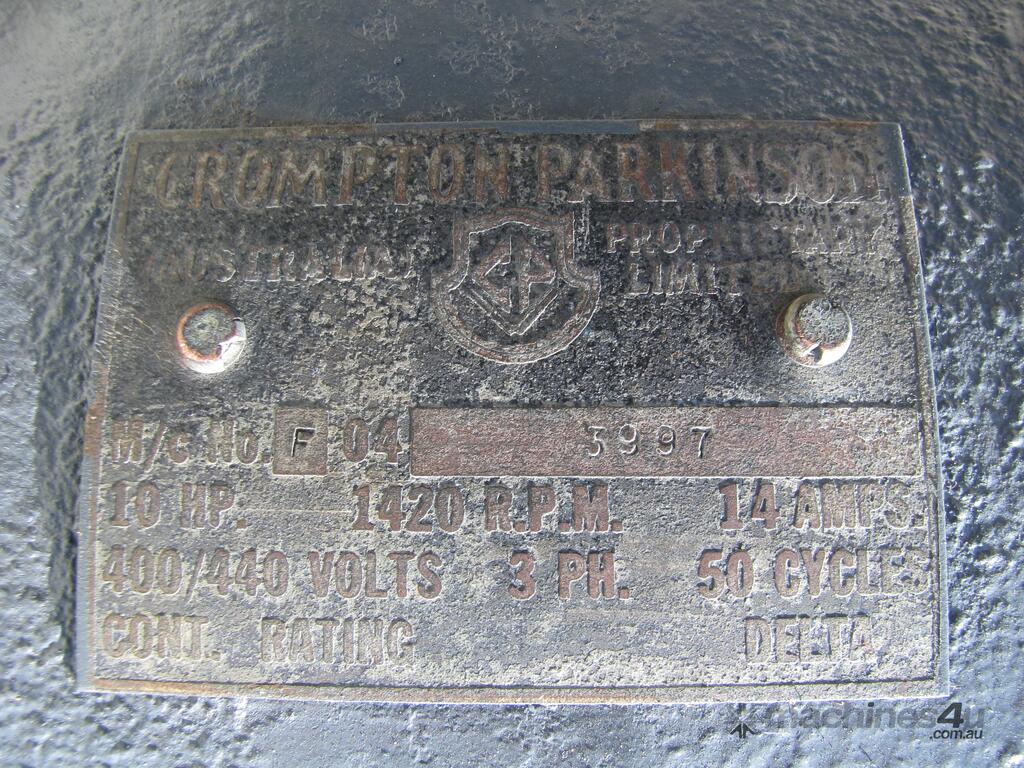 CROMPTON PARKINSON
(AUSTRALIA) PROPRIETARY
LIMITED
M/C No. F 04 3997
10 HP. 1420 R.P.M. 14 AMPS.
400/440 VOLTS 3 PH. 50 CYCLES
CONT. RATING DELTA
machines4u
.com.au